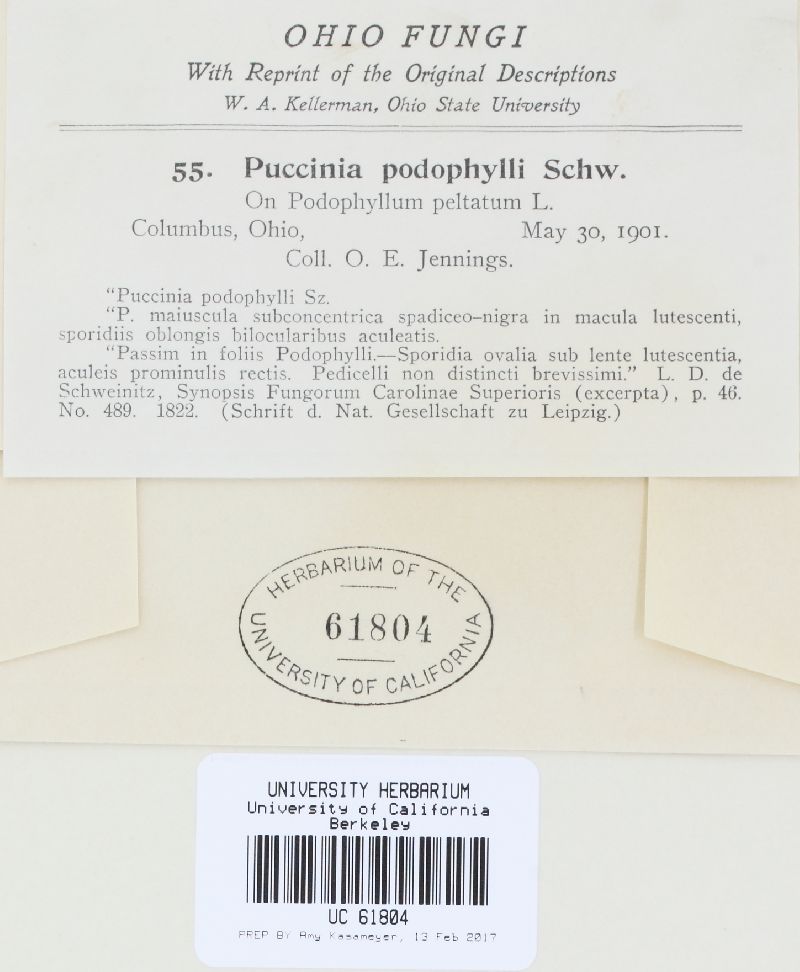 OHIO FUNGI
With Reprint of the Original Descriptions
W. A. Kellerman, Ohio State University
55. Puccinia podophylli Schw.
On Podophyllum peltatum L.
Columbus, Ohio, May 30, 1901.
Coll. O. E. Jennings.
"Puccinia podophylli Sz.
"P. maiuscula subconcentrica spadiceo-nigra in macula lutescenti,
sporidiis oblongis bilocularibus aculeatis.
"Passim in foliis Podophylli.—Sporidia ovalia sub lente lutescentia,
aculeis prominulis rectis. Pedicelli non distincti brevissimi." L. D. de
Schweinitz, Synopsis Fungorum Carolinae Superioris (excerpta), p. 46.
No. 489. 1822. (Schrift d. Nat. Gesellschaft zu Leipzig.)
HERBARIUM OF THE
61804
UNIVERSITY OF CALIFORNIA
UNIVERSITY HERBARIUM
University of California
Berkeley
UC 61804
PREP BY Amy Kasameyer, 13 Feb 2017